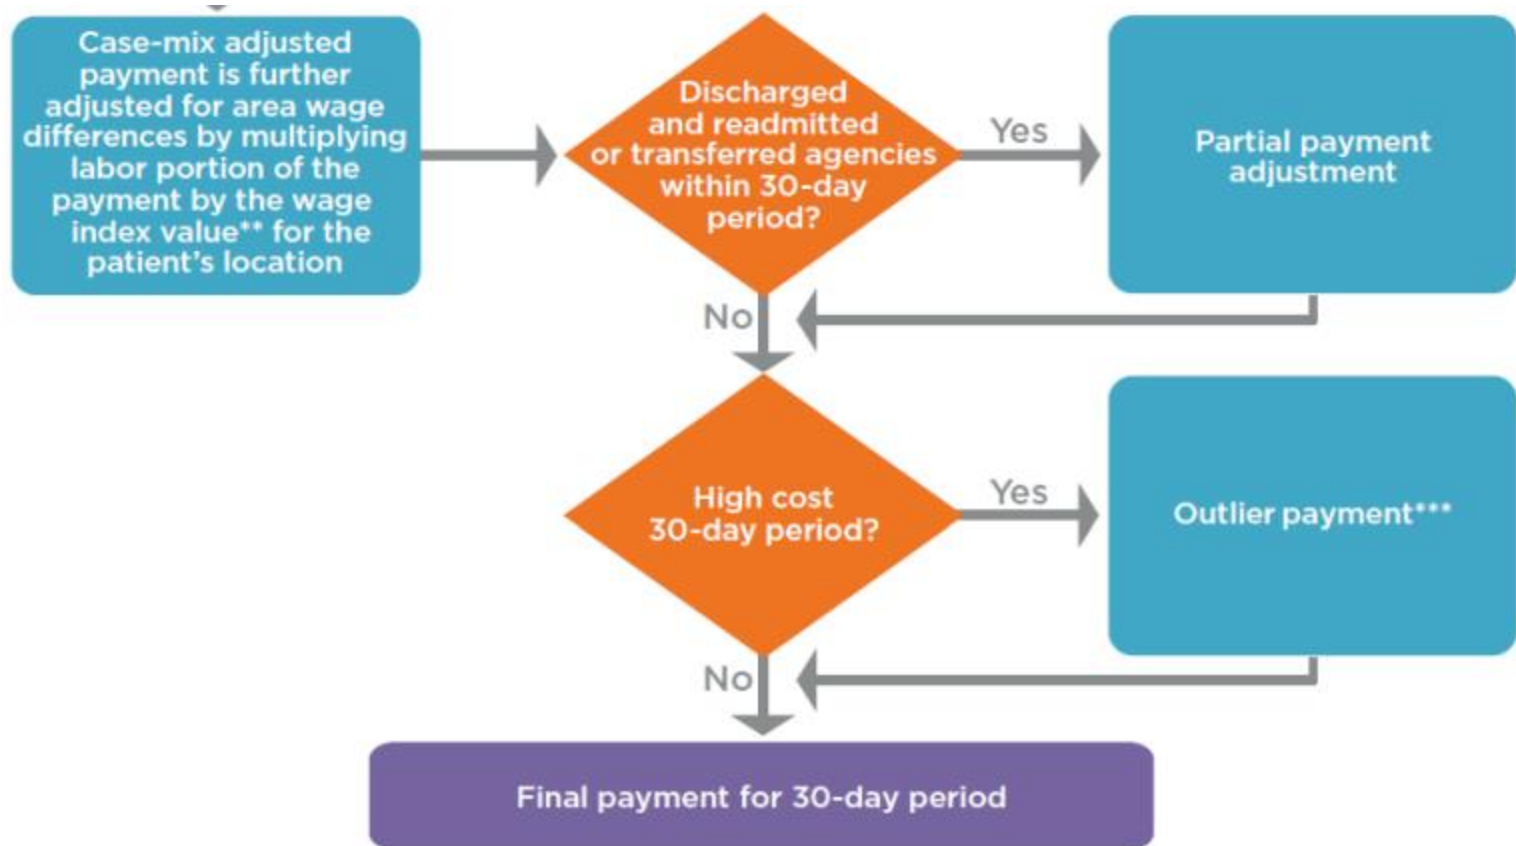 Case-mix adjusted
payment is further
adjusted for area wage
differences by multiplying
labor portion of the
payment by the wage
index value** for the
patient's location
Discharged
and readmitted
or transferred agencies
within 30-day
period?
Yes
Partial payment
adjustment
No
High cost
30-day period?
Yes
Outlier payment***
No
Final payment for 30-day period